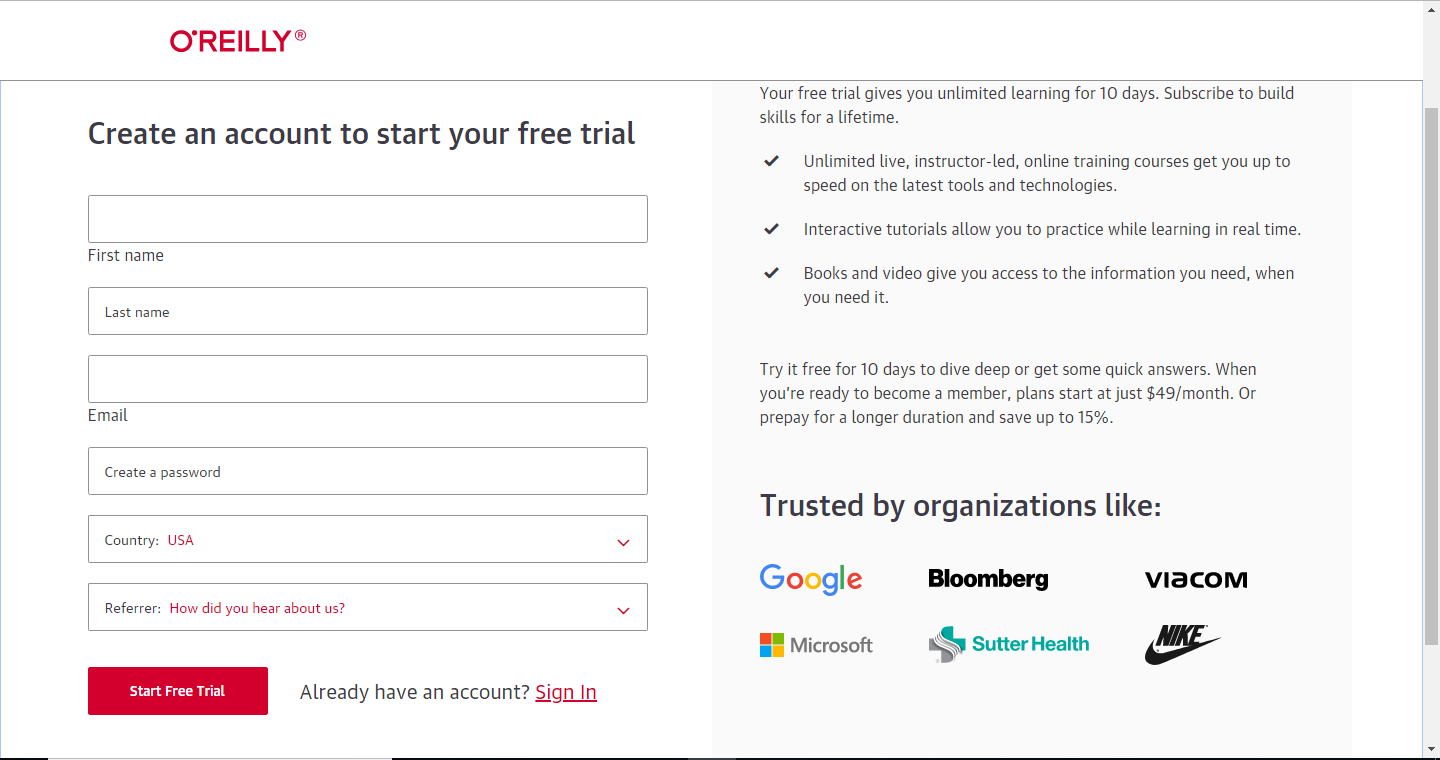 O'REILLY®
Create an account to start your free trial
First name
Last name
Email
Create a password
Country: USA
Referrer: How did you hear about us?
Start Free Trial
Already have an account? Sign In
Your free trial gives you unlimited learning for 10 days. Subscribe to build
skills for a lifetime.
Unlimited live, instructor-led, online training courses get you up to
speed on the latest tools and technologies.
Interactive tutorials allow you to practice while learning in real time.
Books and video give you access to the information you need, when
you need it.
Try it free for 10 days to dive deep or get some quick answers. When
you’re ready to become a member, plans start at just $49/month. Or
prepay for a longer duration and save up to 15%.
Trusted by organizations like:
Google
Bloomberg
VIACOM
Microsoft
Sutter Health
NIKE